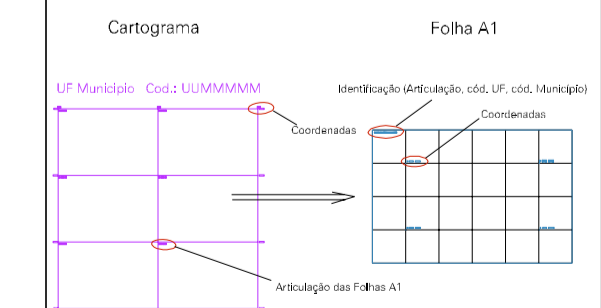 Cartograma
Folha A1
UF Municipio Cod.: UUMMMMM
Identificação (Articulação, cód. UF, cód. Município)
Coordenadas
Coordenadas
Articulação das Folhas A1